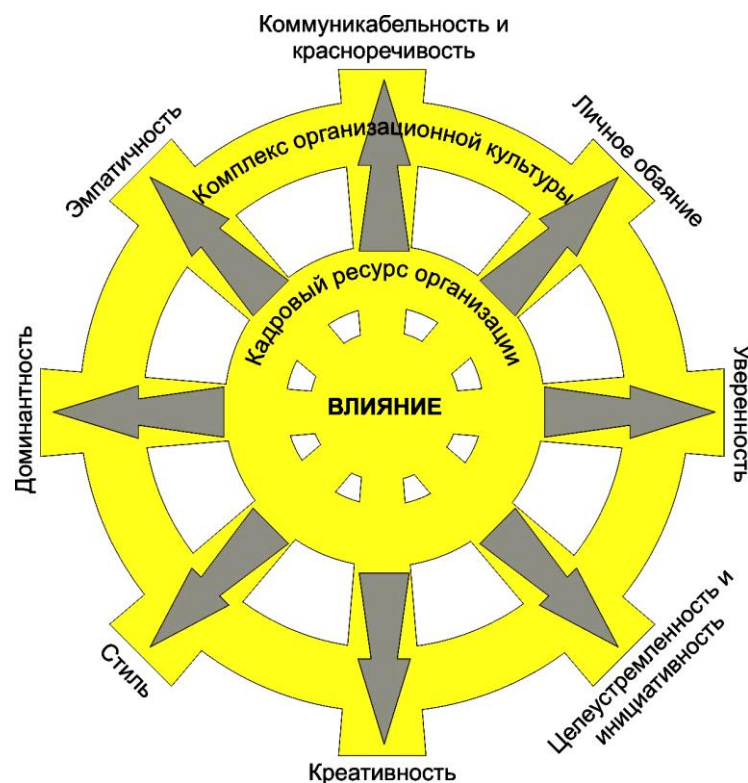 Коммуникабельность и
красноречивость
Эмпатичность
Комплекс организационной культуры
Личное обаяние
Кадровый ресурс организации
Доминантность
ВЛИЯНИЕ
Уверенность
Стиль
Целеустремленность и
инициативность
Креативность